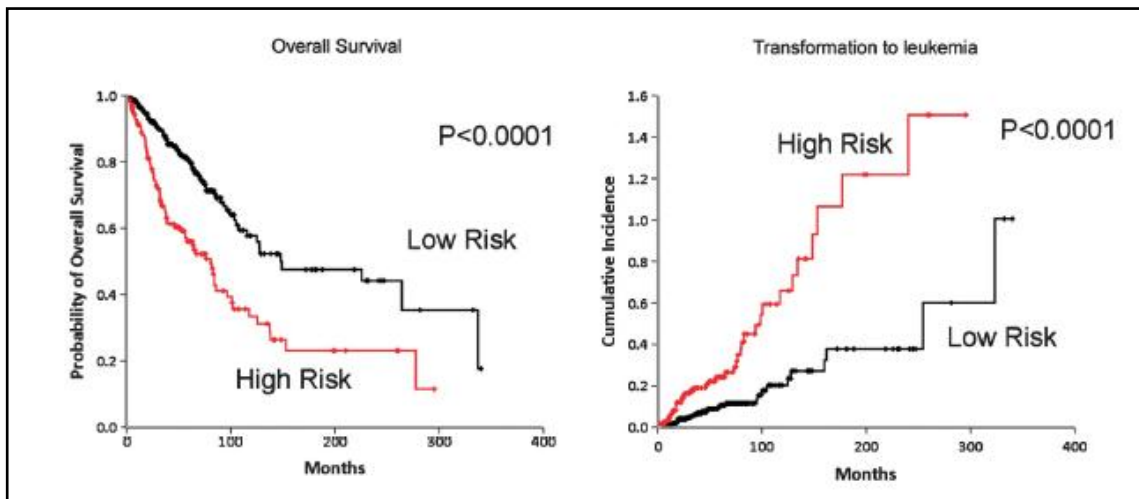 Overall Survival
P<0.0001
Low Risk
High Risk
Probability of Overall Survival
1.0
0.8
0.6
0.4
0.2
0.0
0
100
200
300
400
Months
Transformation to leukemia
P<0.0001
High Risk
Low Risk
Cumulative Incidence
1.6
1.4
1.2
1.0
0.8
0.6
0.4
0.2
0.0
0
100
200
300
400
Months